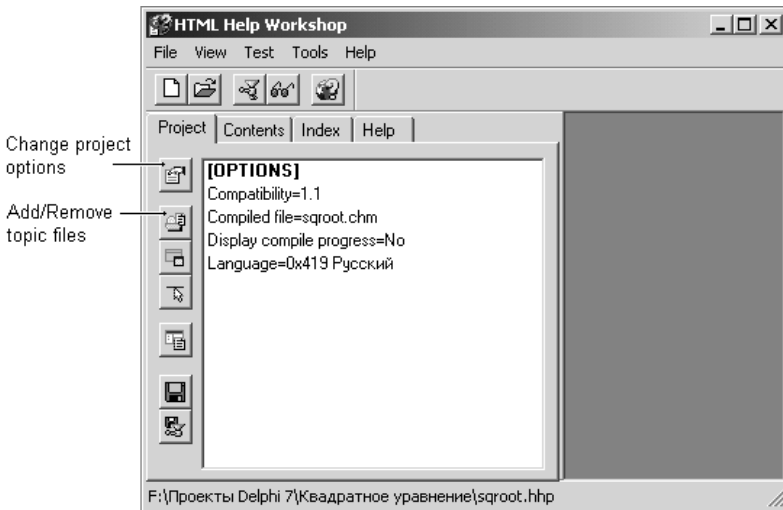 HTML Help Workshop
File View Test Tools Help
Project Contents Index Help
Change project
options
Add/Remove
topic files
[OPTIONS]
Compatibility=1.1
Compiled file=sqroot.chm
Display compile progress=No
Language=0x419 Русский
F:\Проекты Delphi 7\Квадратное уравнение\sqroot.hhp